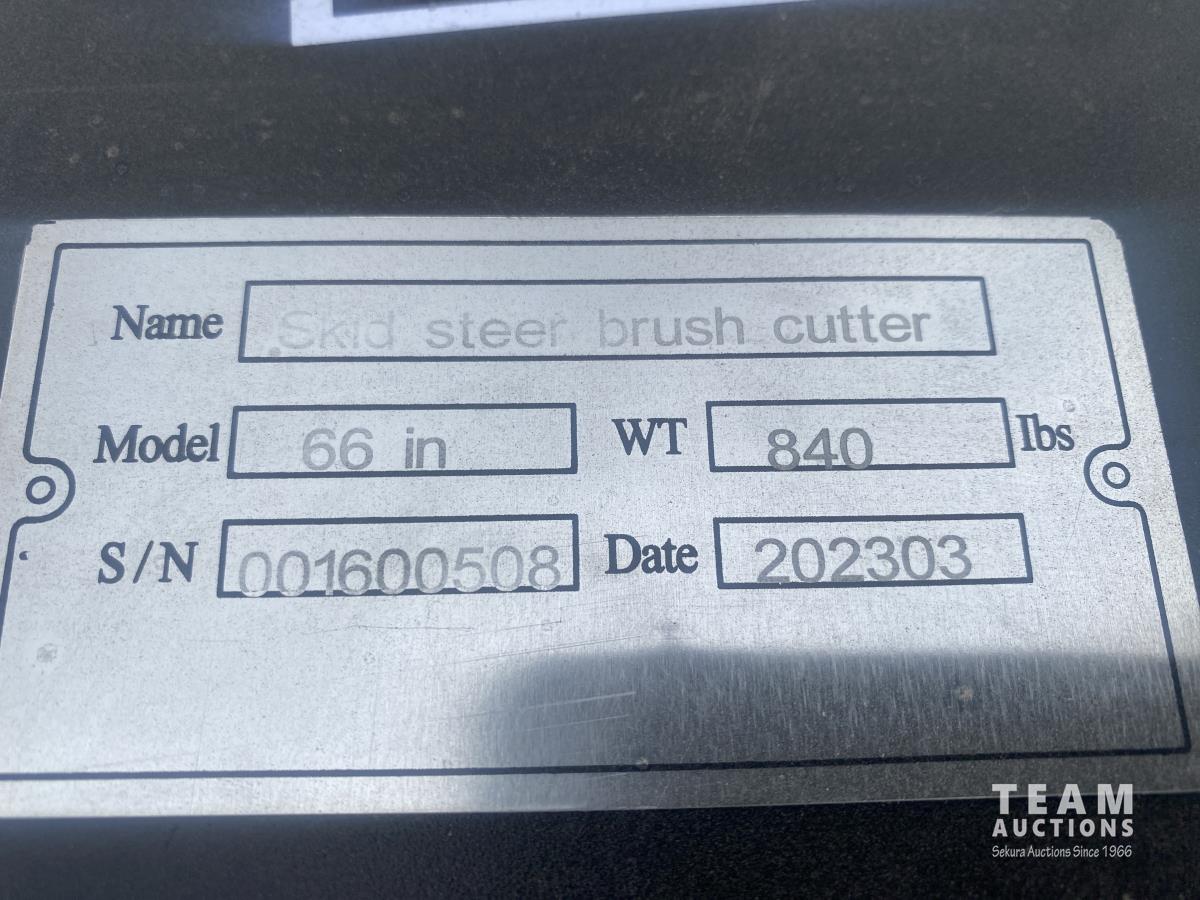 Name Skid steer brush cutter
Model 66 in WT 840 lbs
S/N 001600508 Date 202303
TEAM
AUCTIONS
Sekura Auctions Since 1966